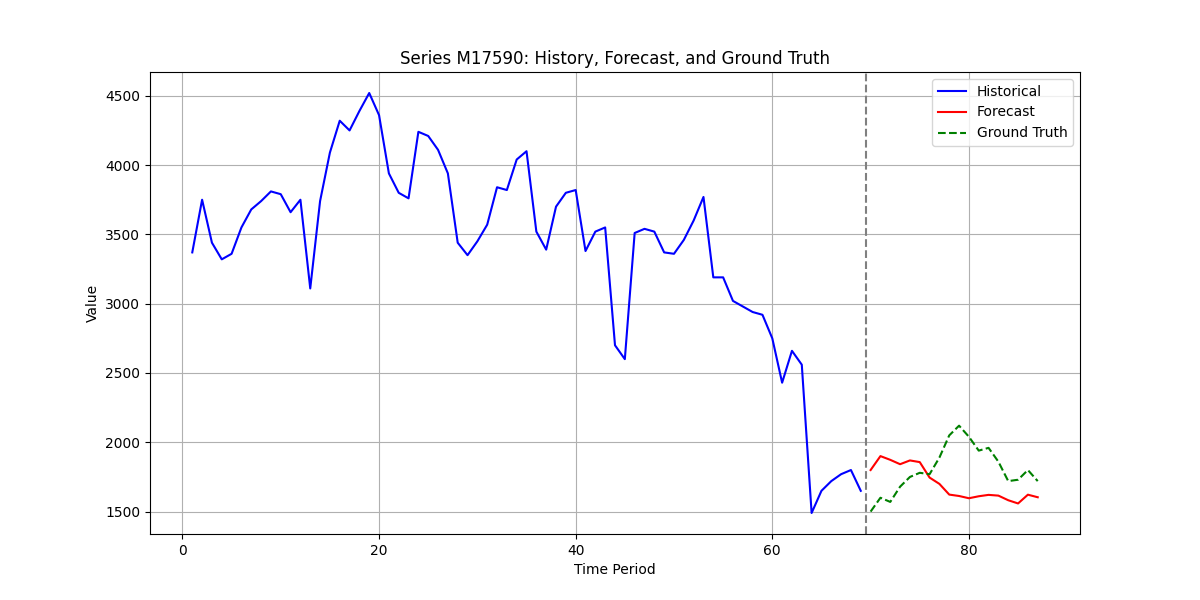 Series M17590: History, Forecast, and Ground Truth
Historical
Forecast
Ground Truth
4500
4000
3500
3000
2500
2000
1500
Value
0
20
40
60
80
Time Period